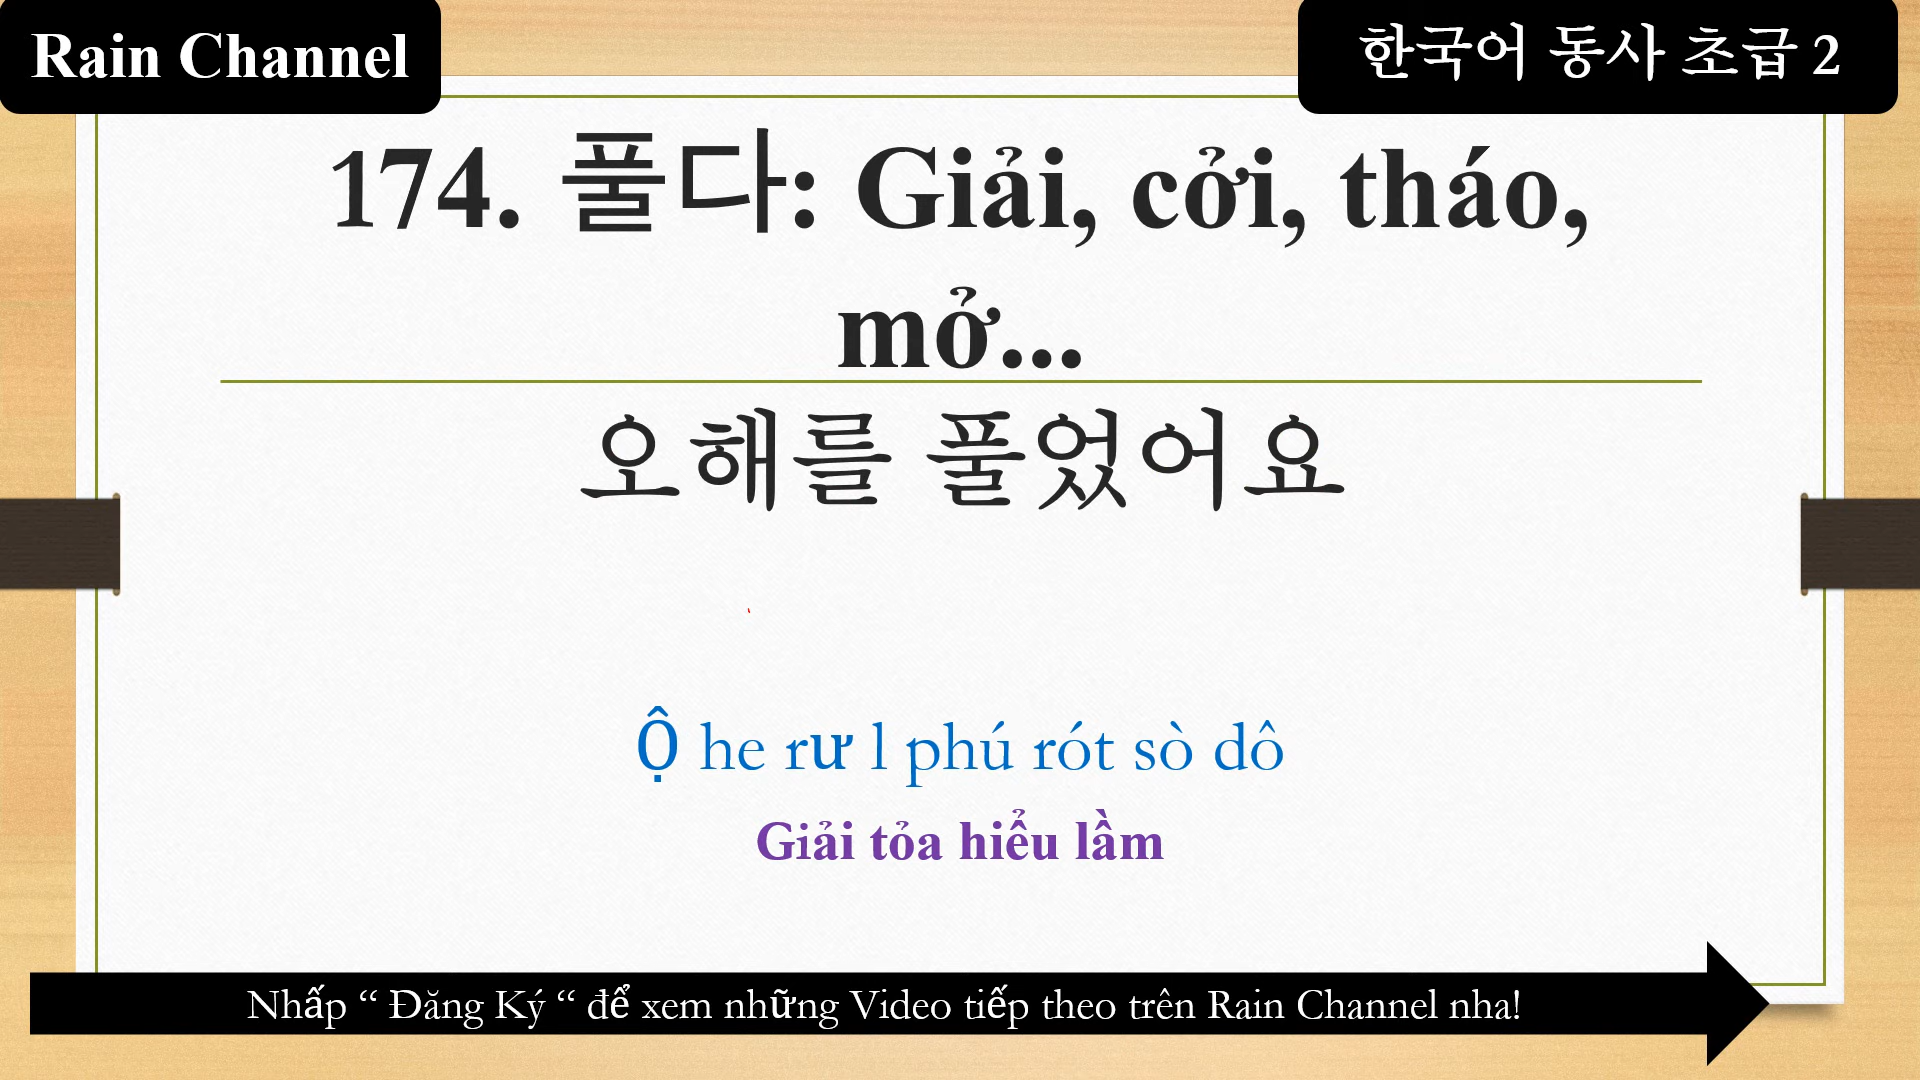 Rain Channel
한국어 동사 초급 2
174. 풀다: Giải, cởi, tháo,
mở...
오해를 풀었어요
Ộ he rư l phú rót sò dô
Giải tỏa hiểu lầm
Nhấp “ Đăng Ký “ để xem những Video tiếp theo trên Rain Channel nha!